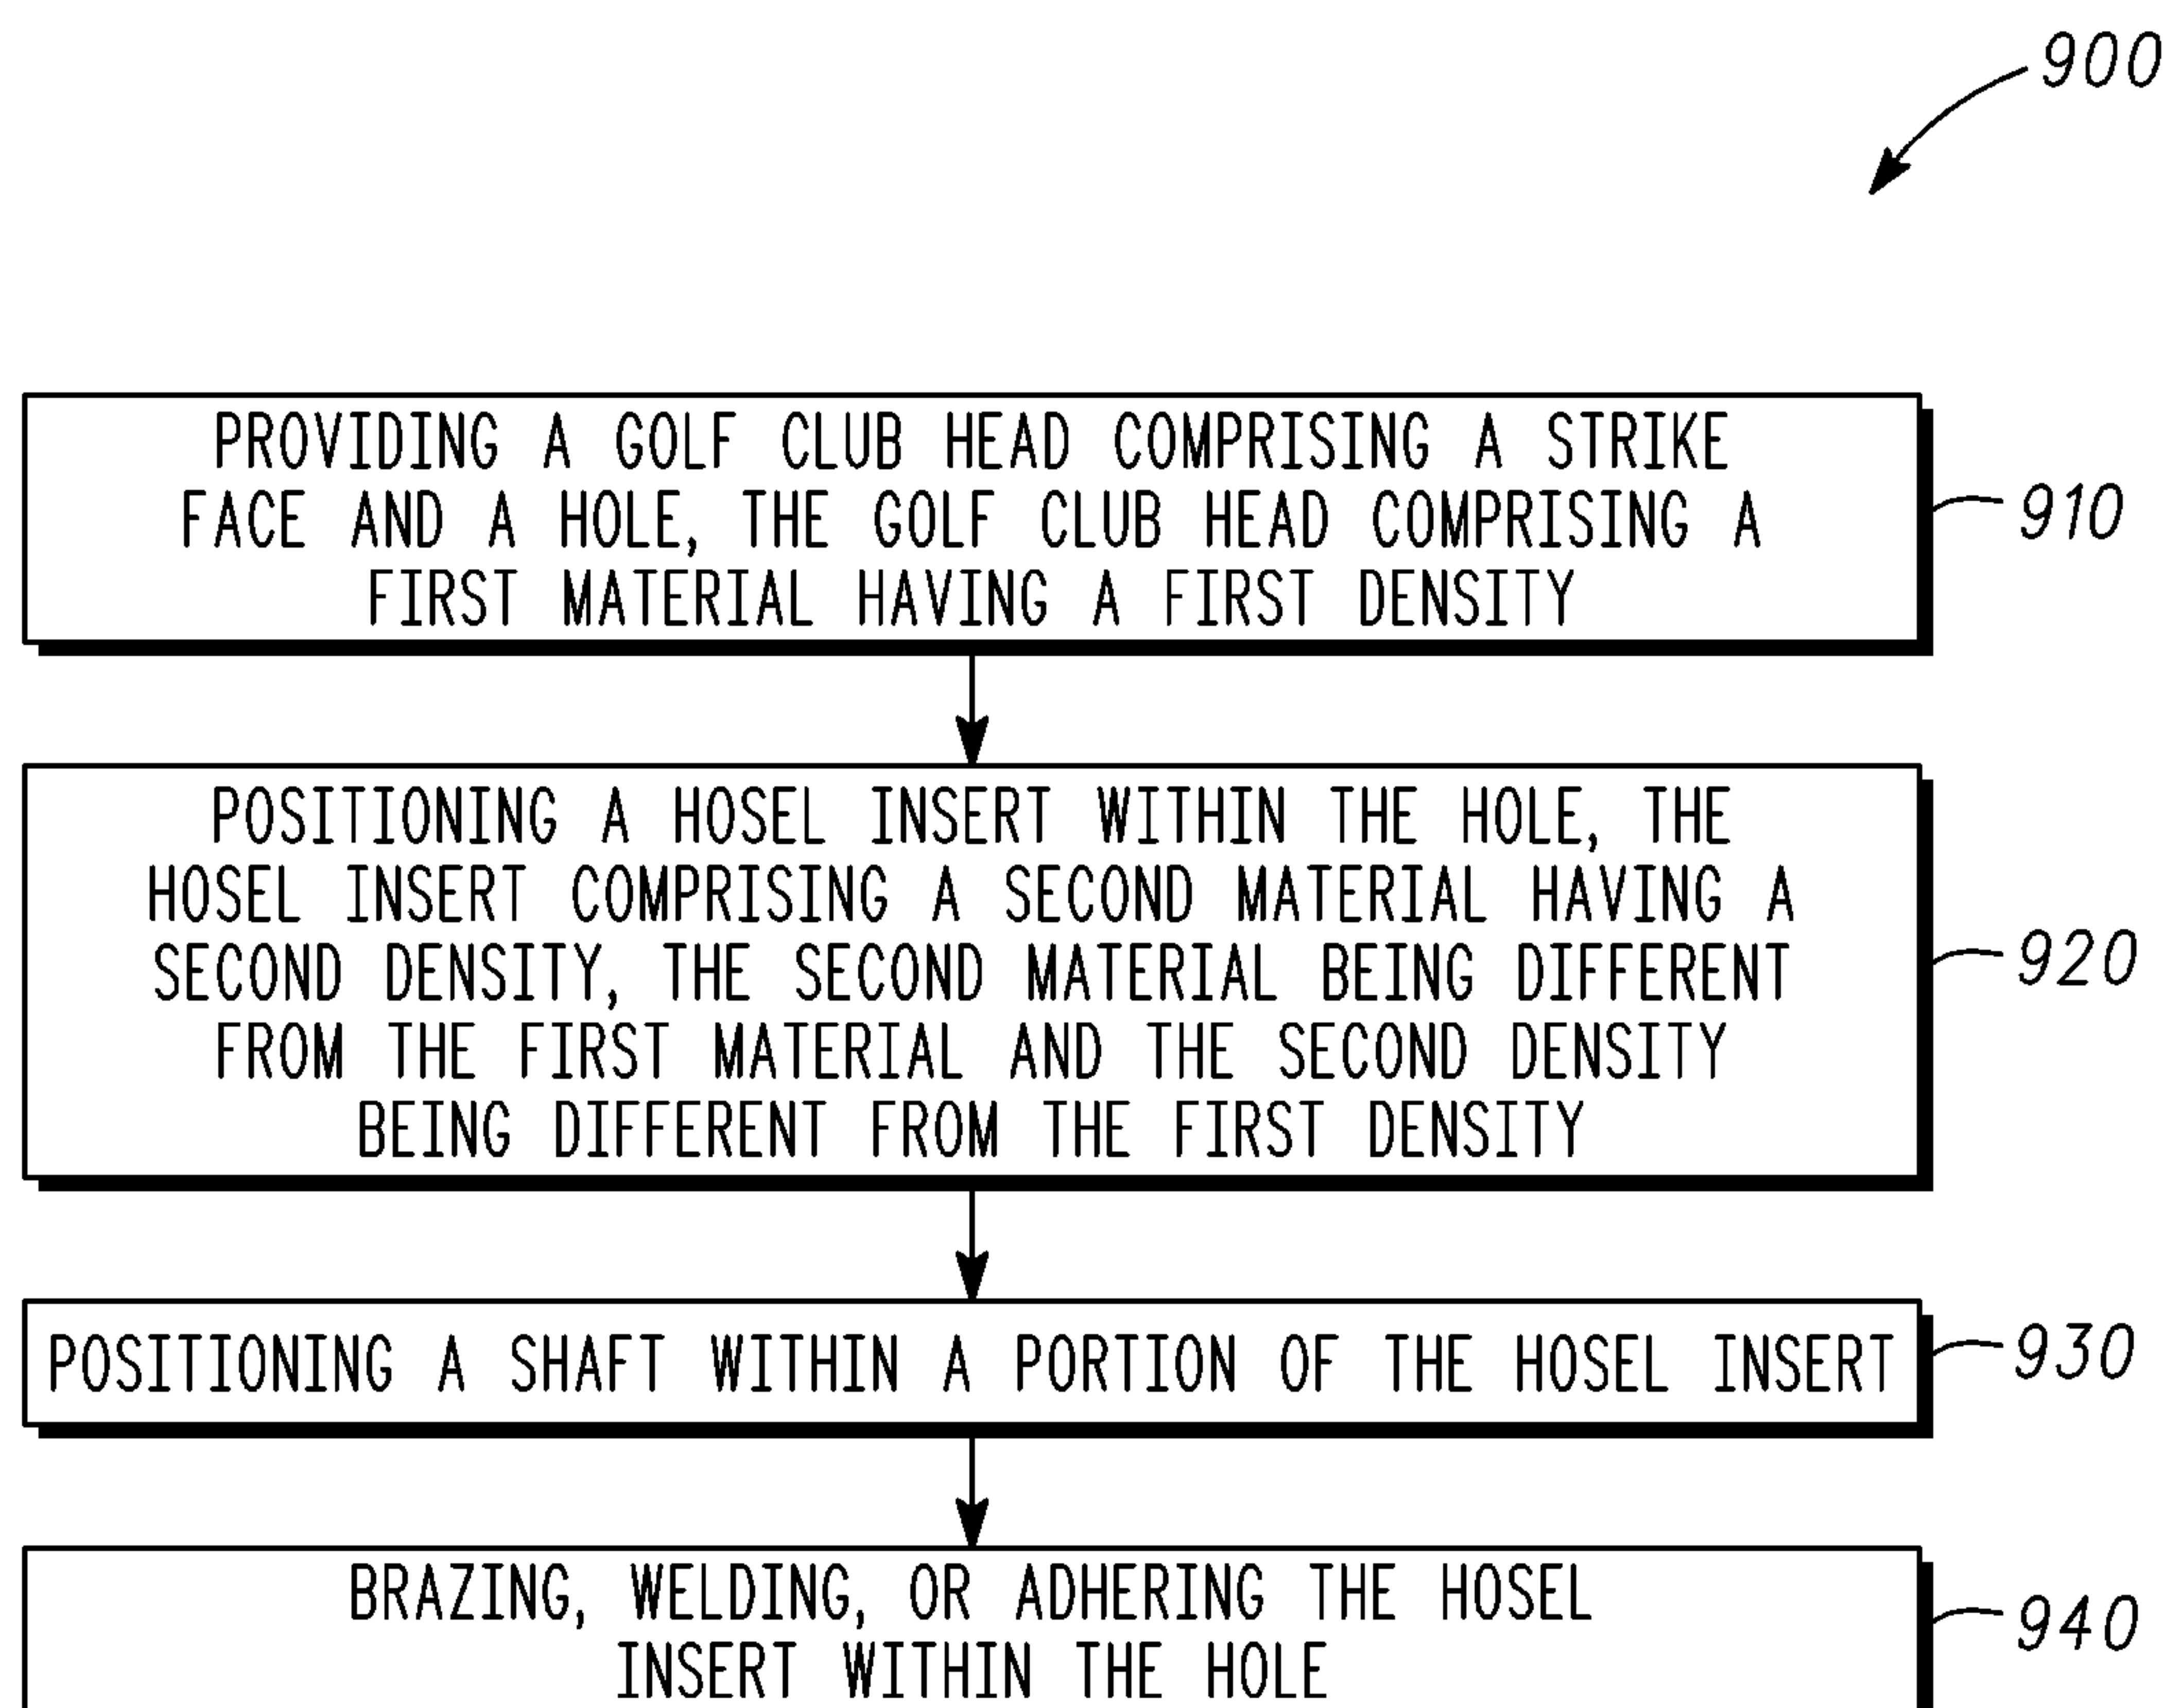 900
PROVIDING A GOLF CLUB HEAD COMPRISING A STRIKE
FACE AND A HOLE, THE GOLF CLUB HEAD COMPRISING A
FIRST MATERIAL HAVING A FIRST DENSITY
910
POSITIONING A HOSEL INSERT WITHIN THE HOLE, THE
HOSEL INSERT COMPRISING A SECOND MATERIAL HAVING A
SECOND DENSITY, THE SECOND MATERIAL BEING DIFFERENT
FROM THE FIRST MATERIAL AND THE SECOND DENSITY
BEING DIFFERENT FROM THE FIRST DENSITY
920
POSITIONING A SHAFT WITHIN A PORTION OF THE HOSEL INSERT
930
BRAZING, WELDING, OR ADHERING THE HOSEL
INSERT WITHIN THE HOLE
940